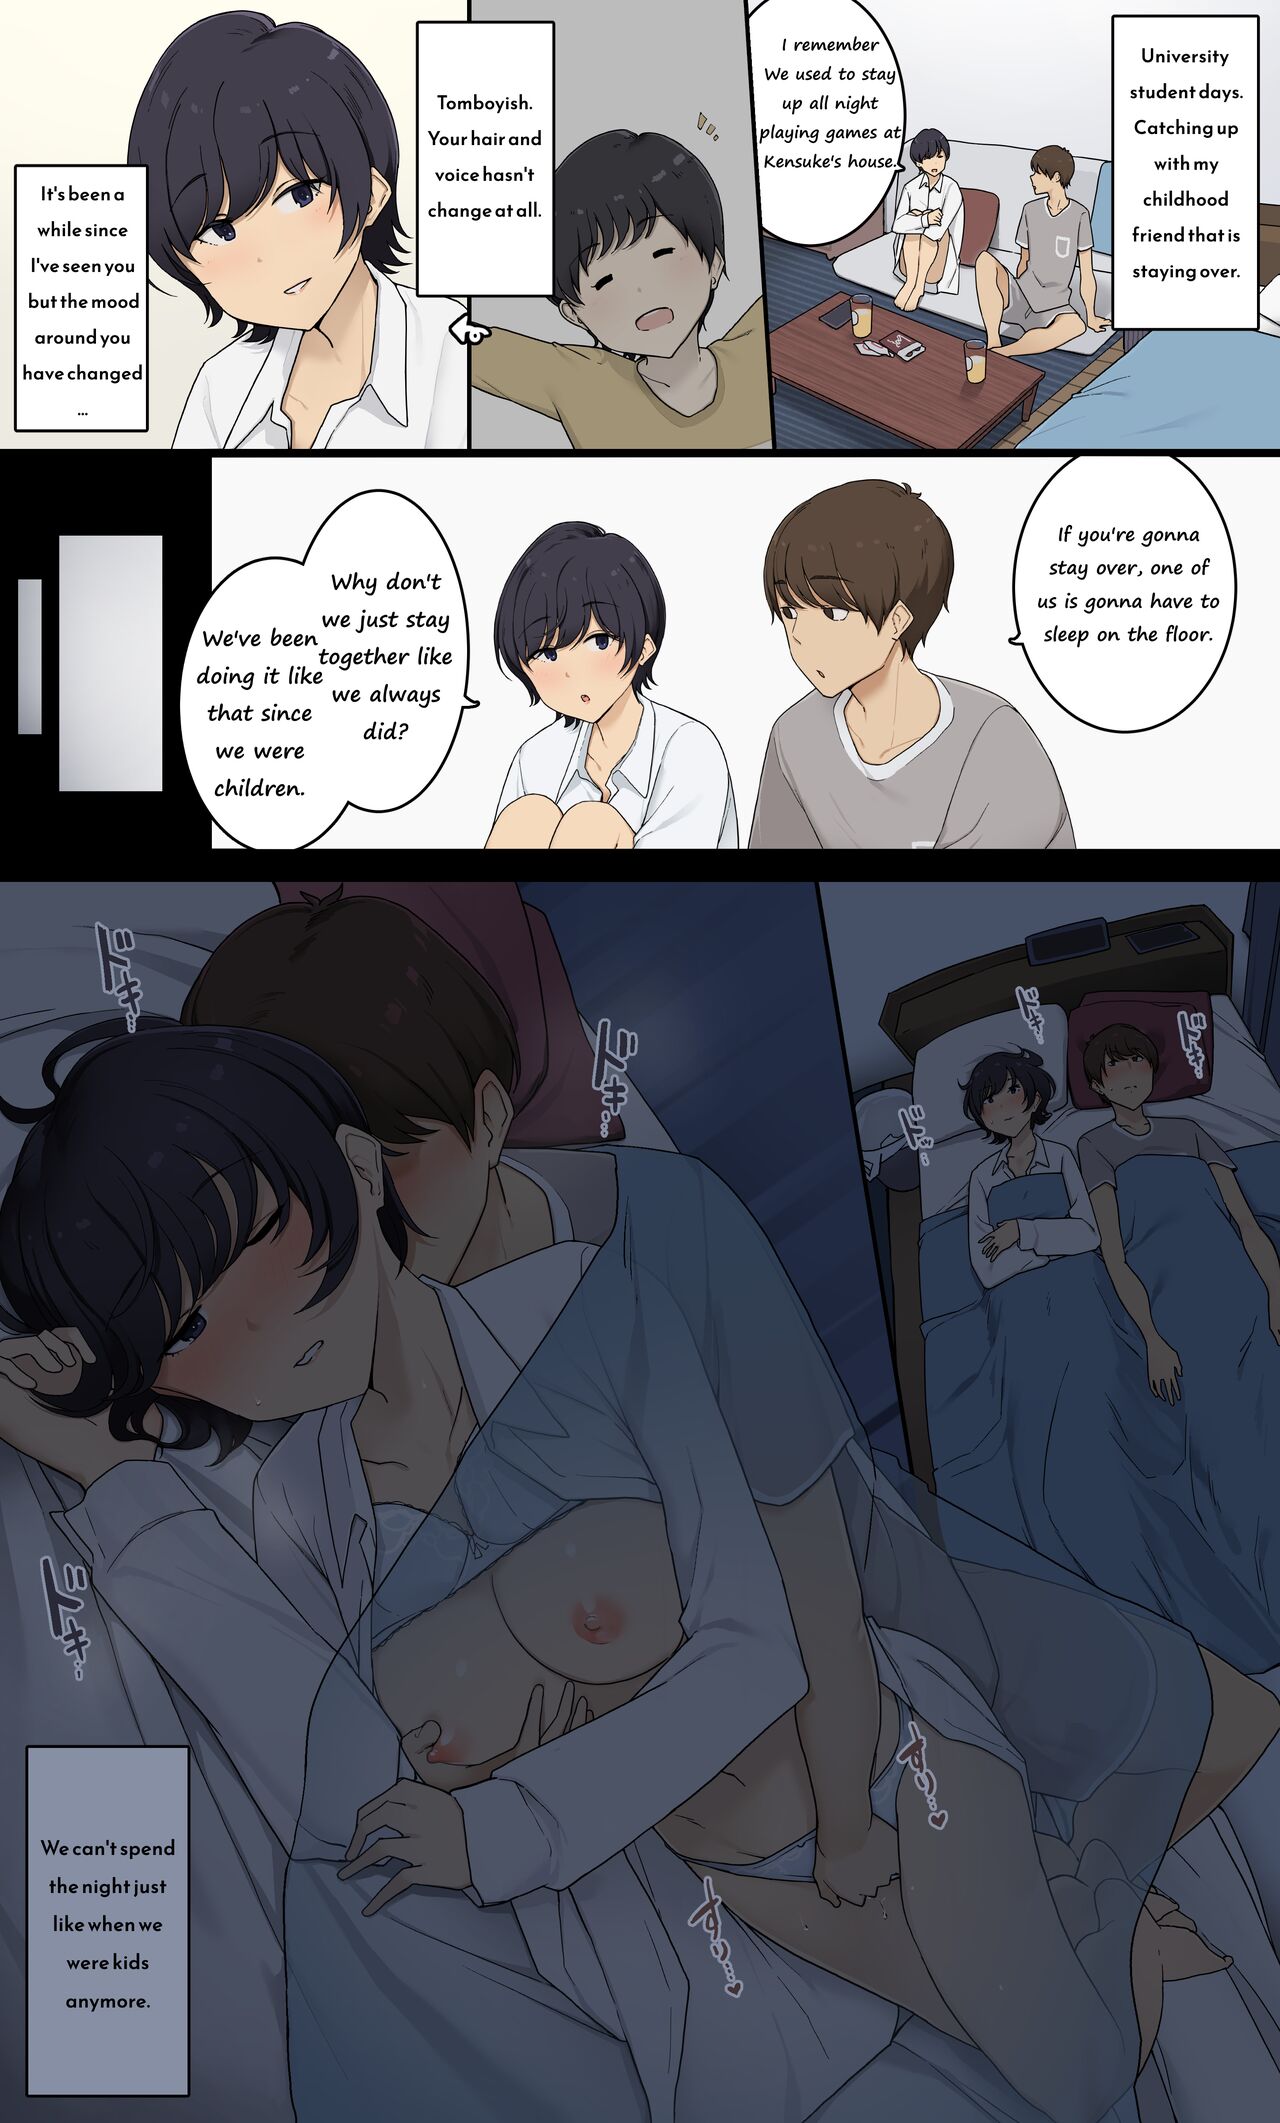 University
student days.
Catching up
with my
childhood
friend that is
staying over.
I remember
We used to stay
up all night
playing games at
Kensuke's house..
Tomboyish.
Your hair and
voice hasn't
change at all.
It's been a
while since
I've seen you
but the mood
around you
have changed
...
If you're gonna
stay over, one of
us is gonna have to
sleep on the floor.
Why don't
we just stay
together like
we always
did?
We've been
doing it like
that since
we were
children.
ドキ…
ドキ…
ドキ…
ドキ…
ドキ…
We can't spend
the night just
like when we
were kids
anymore.